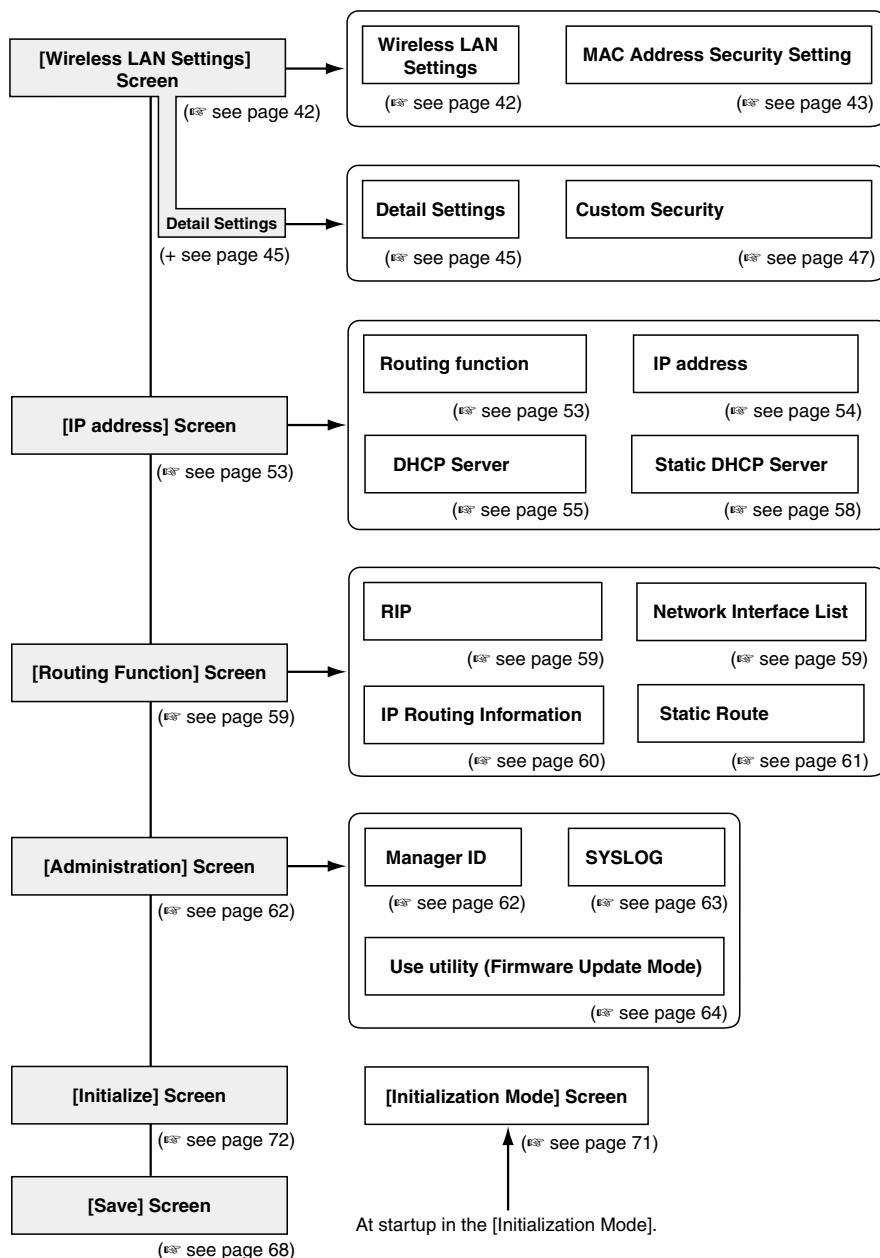 [Wireless LAN Settings]
Screen
(☞ see page 42)
Wireless LAN
Settings
(☞ see page 42)
MAC Address Security Setting
(☞ see page 43)
Detail Settings
(+ see page 45)
Detail Settings
(☞ see page 45)
Custom Security
(☞ see page 47)
[IP address] Screen
(☞ see page 53)
Routing function
(☞ see page 53)
IP address
(☞ see page 54)
DHCP Server
(☞ see page 55)
Static DHCP Server
(☞ see page 58)
[Routing Function] Screen
(☞ see page 59)
RIP
(☞ see page 59)
Network Interface List
(☞ see page 59)
IP Routing Information
(☞ see page 60)
Static Route
(☞ see page 61)
[Administration] Screen
(☞ see page 62)
Manager ID
(☞ see page 62)
SYSLOG
(☞ see page 63)
Use utility (Firmware Update Mode)
(☞ see page 64)
[Initialize] Screen
(☞ see page 72)
[Initialization Mode] Screen
(☞ see page 71)
At startup in the [Initialization Mode].
[Save] Screen
(☞ see page 68)